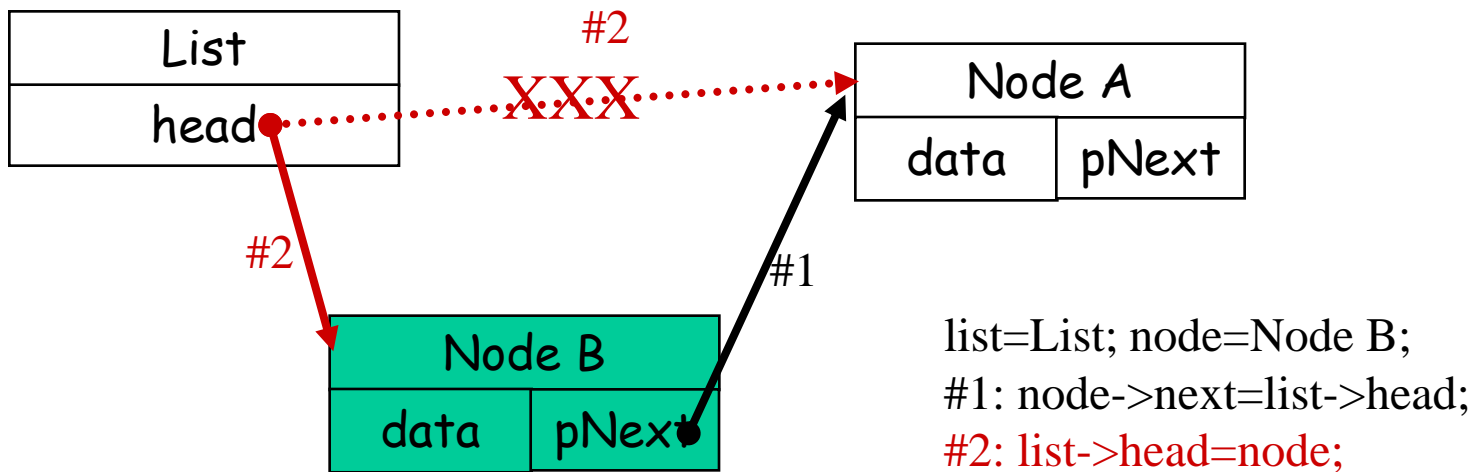 #2
List
head
XXX
Node A
data pNext
#2
#1
Node B
data pNext
list=List; node=Node B;
#1: node->next=list->head;
#2: list->head=node;